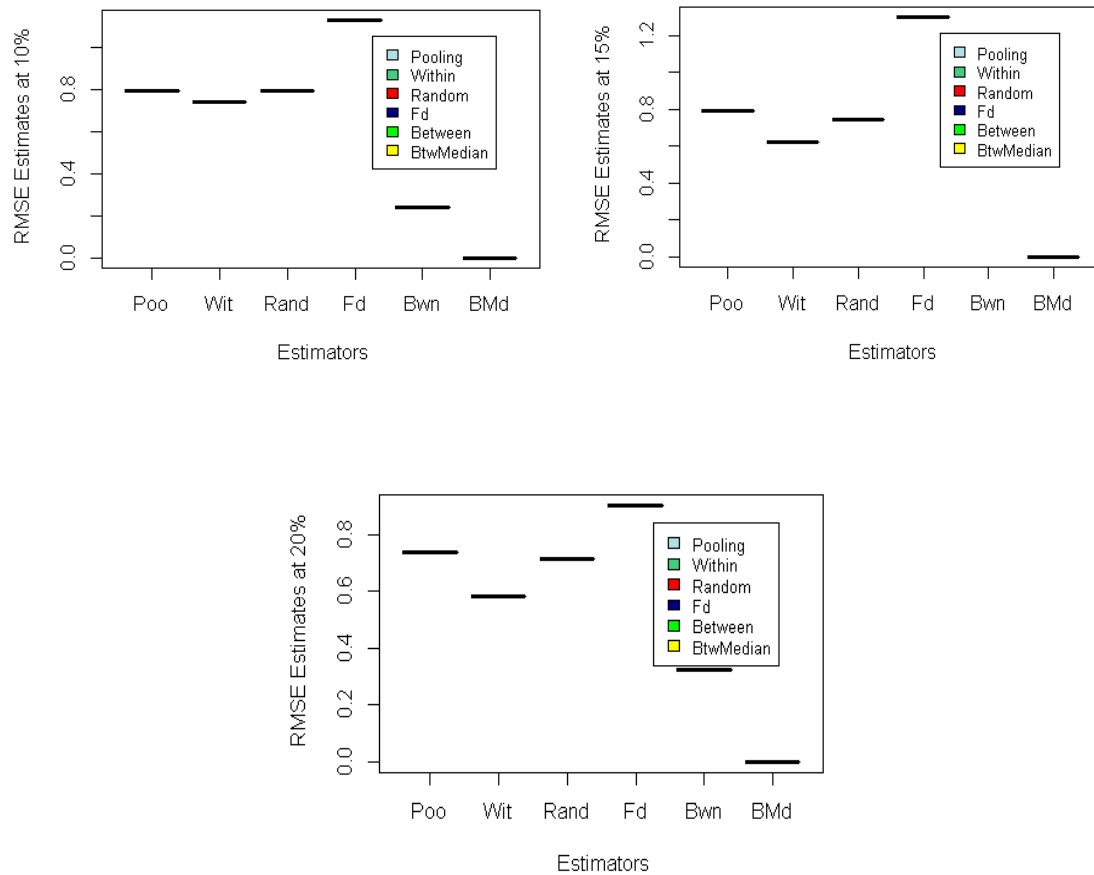 RMSE Estimates at 10%
0.8
0.4
0.0
Pooling
Within
Random
Fd
Between
BtwMedian
Poo Wit Rand Fd Bwn BMd
Estimators
RMSE Estimates at 15%
1.2
0.8
0.4
0.0
Pooling
Within
Random
Fd
Between
BtwMedian
Poo Wit Rand Fd Bwn BMd
Estimators
RMSE Estimates at 20%
0.8
0.6
0.4
0.2
0.0
Pooling
Within
Random
Fd
Between
BtwMedian
Poo Wit Rand Fd Bwn BMd
Estimators